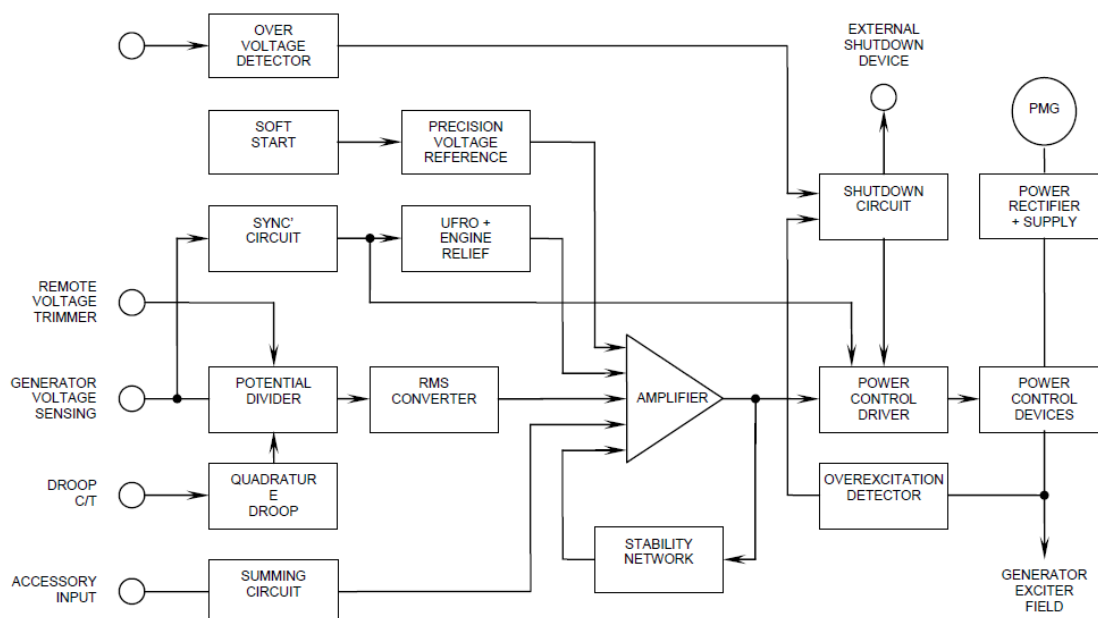 OVER
VOLTAGE
DETECTOR
EXTERNAL
SHUTDOWN
DEVICE
PMG
SOFT
START
PRECISION
VOLTAGE
REFERENCE
SHUTDOWN
CIRCUIT
POWER
RECTIFIER
+ SUPPLY
SYNC'
CIRCUIT
UFRO +
ENGINE
RELIEF
REMOTE
VOLTAGE
TRIMMER
GENERATOR
VOLTAGE
SENSING
POTENTIAL
DIVIDER
RMS
CONVERTER
AMPLIFIER
POWER
CONTROL
DRIVER
POWER
CONTROL
DEVICES
DROOP
C/T
QUADRATUR
E
DROOP
OVEREXCITATION
DETECTOR
STABILITY
NETWORK
ACCESSORY
INPUT
SUMMING
CIRCUIT
GENERATOR
EXCITER
FIELD